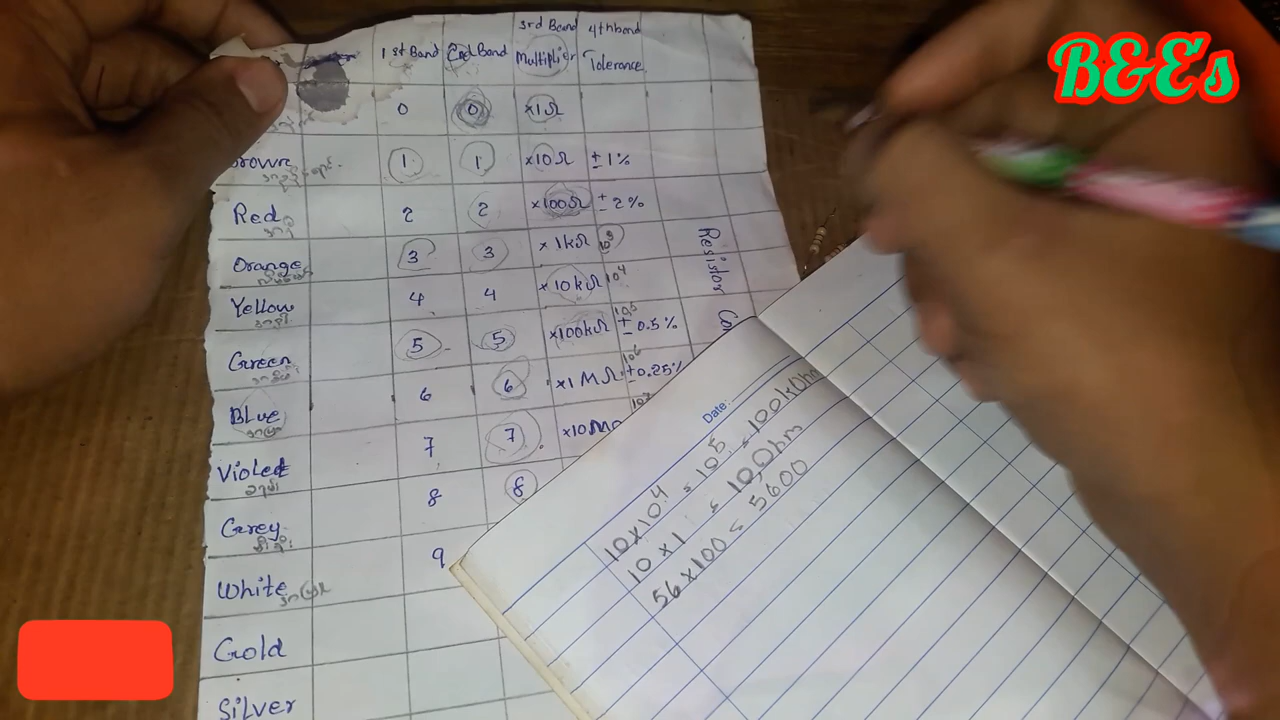 B&Es
3rd Band 4th band
1st Band 2nd Band Multiplier Tolerance
0 0 ×1Ω
Brown 1 1 ×10Ω ±1%
Red 2 2 ×100Ω ±2%
Orange 3 3 ×1kΩ 10³
Yellow 4 4 ×10kΩ 10⁴
Green 5 5 ×100kΩ 10⁵ ±0.5%
BLue 6 6 ×1MΩ 10⁶ ±0.25%
Violet 7 7 ×10M
Grey 8 8
White 9
Gold
SiLVER
Resistor
Date:
10×10⁴ = 10⁵ = 100kOhm
10×1 = 10Ohm
56×100 = 5600